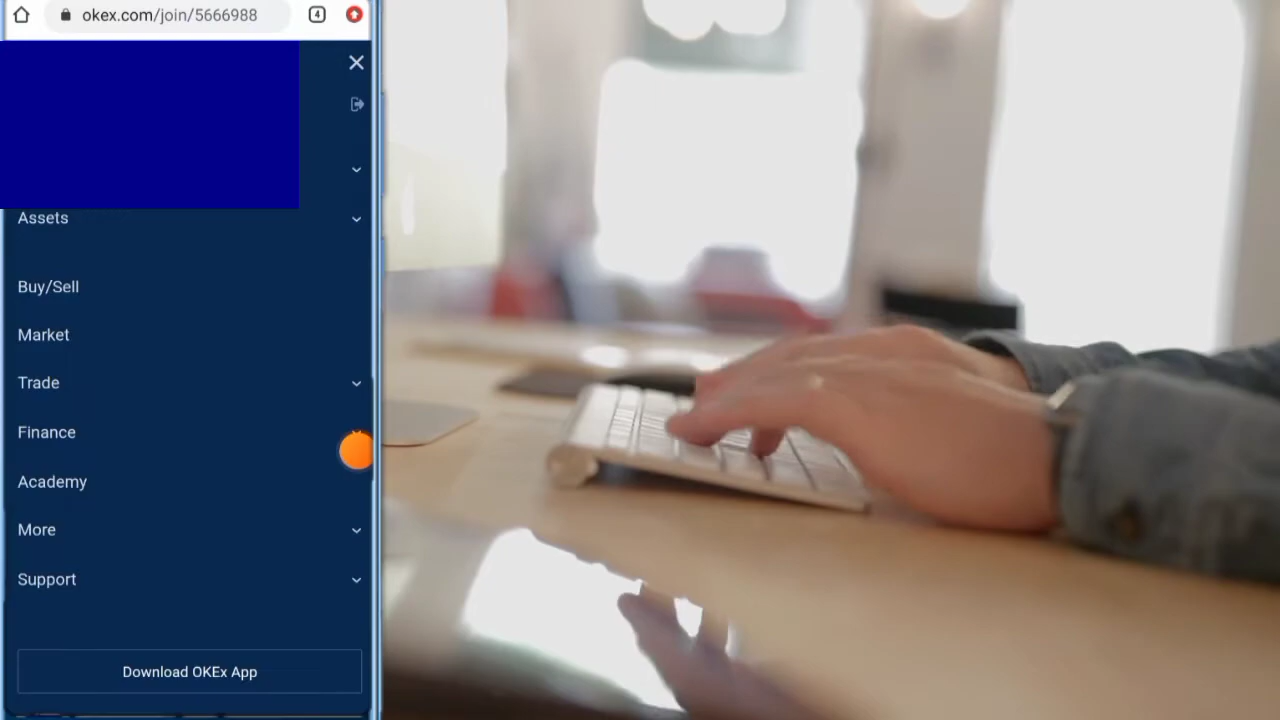 okex.com/join/5666988
4
Assets
Buy/Sell
Market
Trade
Finance
Academy
More
Support
Download OKEx App